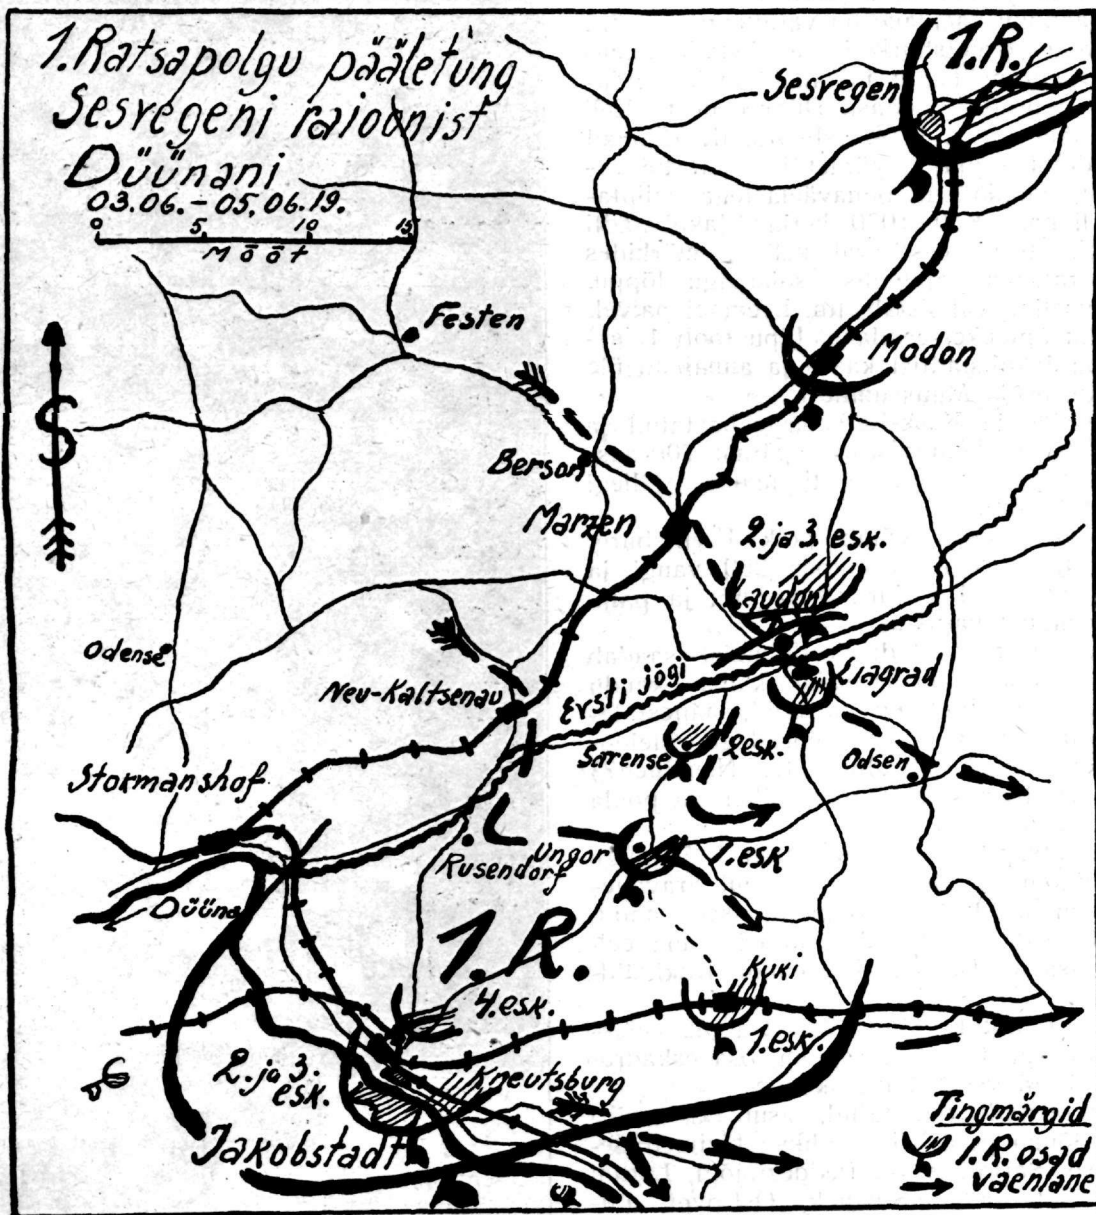 1. Ratsapolgu pääletung
Sesvegeni raioonist
Düünani
03.06.-05.06.19.
0 5 10 15
Mõõt
1.R.
Sesvegen
Festen
Modon
S
Berson
Marzen
2. ja 3. esk.
Laudon
Odense
Neu-Kaltsenau
Ersti jõgi
Liagrad
Sarense
2esk.
Odsen
Stokmanshof
Rusendorf
Ungor
1.esk
Düüna
1.R.
4.esk.
Kuki
1.esk.
2. ja 3.
esk.
Kreutsburg
Jakobstadt
Tingmärgid
1.R. osad
vaenlane